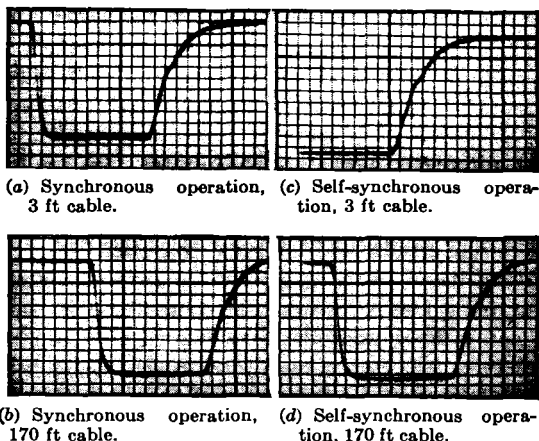 (a) Synchronous operation,
3 ft cable.
(c) Self-synchronous opera-
tion, 3 ft cable.
(b) Synchronous operation,
170 ft cable.
(d) Self-synchronous opera-
tion, 170 ft cable.